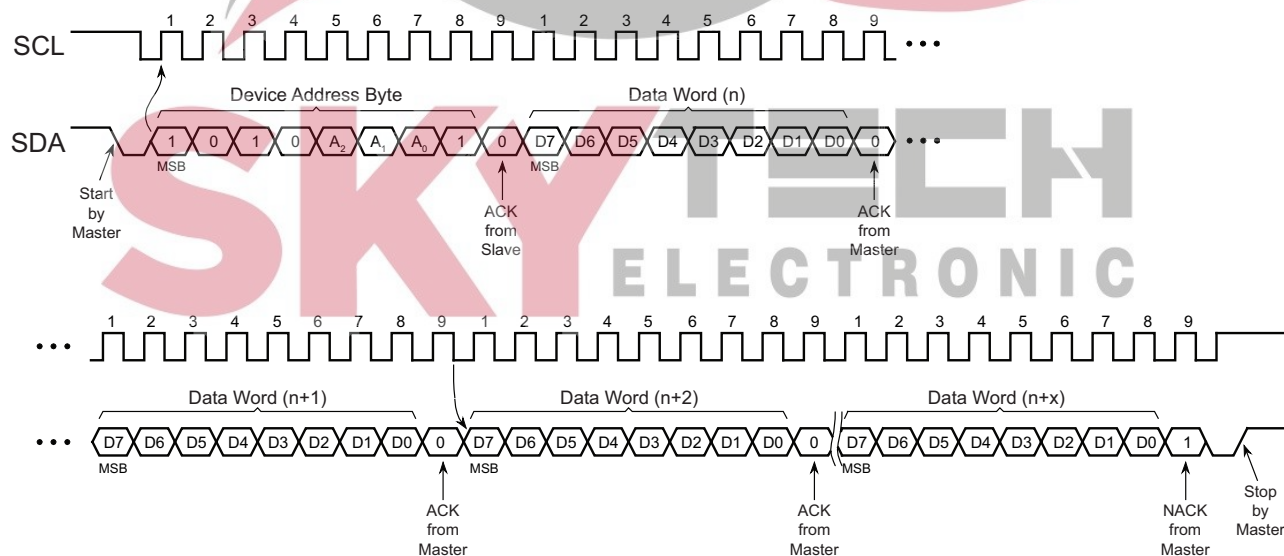 1 2 3 4 5 6 7 8 9 1 2 3 4 5 6 7 8 9
SCL
Device Address Byte Data Word (n)
SDA 1 0 1 0 A₂ A₁ A₀ 1 0 D7 D6 D5 D4 D3 D2 D1 D0 0
MSB MSB
Start by Master
ACK from Slave
ACK from Master
SKYTECH
ELECTRONIC
1 2 3 4 5 6 7 8 9 1 2 3 4 5 6 7 8 9 1 2 3 4 5 6 7 8 9
Data Word (n+1) Data Word (n+2) Data Word (n+x)
D7 D6 D5 D4 D3 D2 D1 D0 0 D7 D6 D5 D4 D3 D2 D1 D0 0 D7 D6 D5 D4 D3 D2 D1 D0 1
MSB MSB MSB
ACK from Master
ACK from Master
NACK from Master
Stop by Master